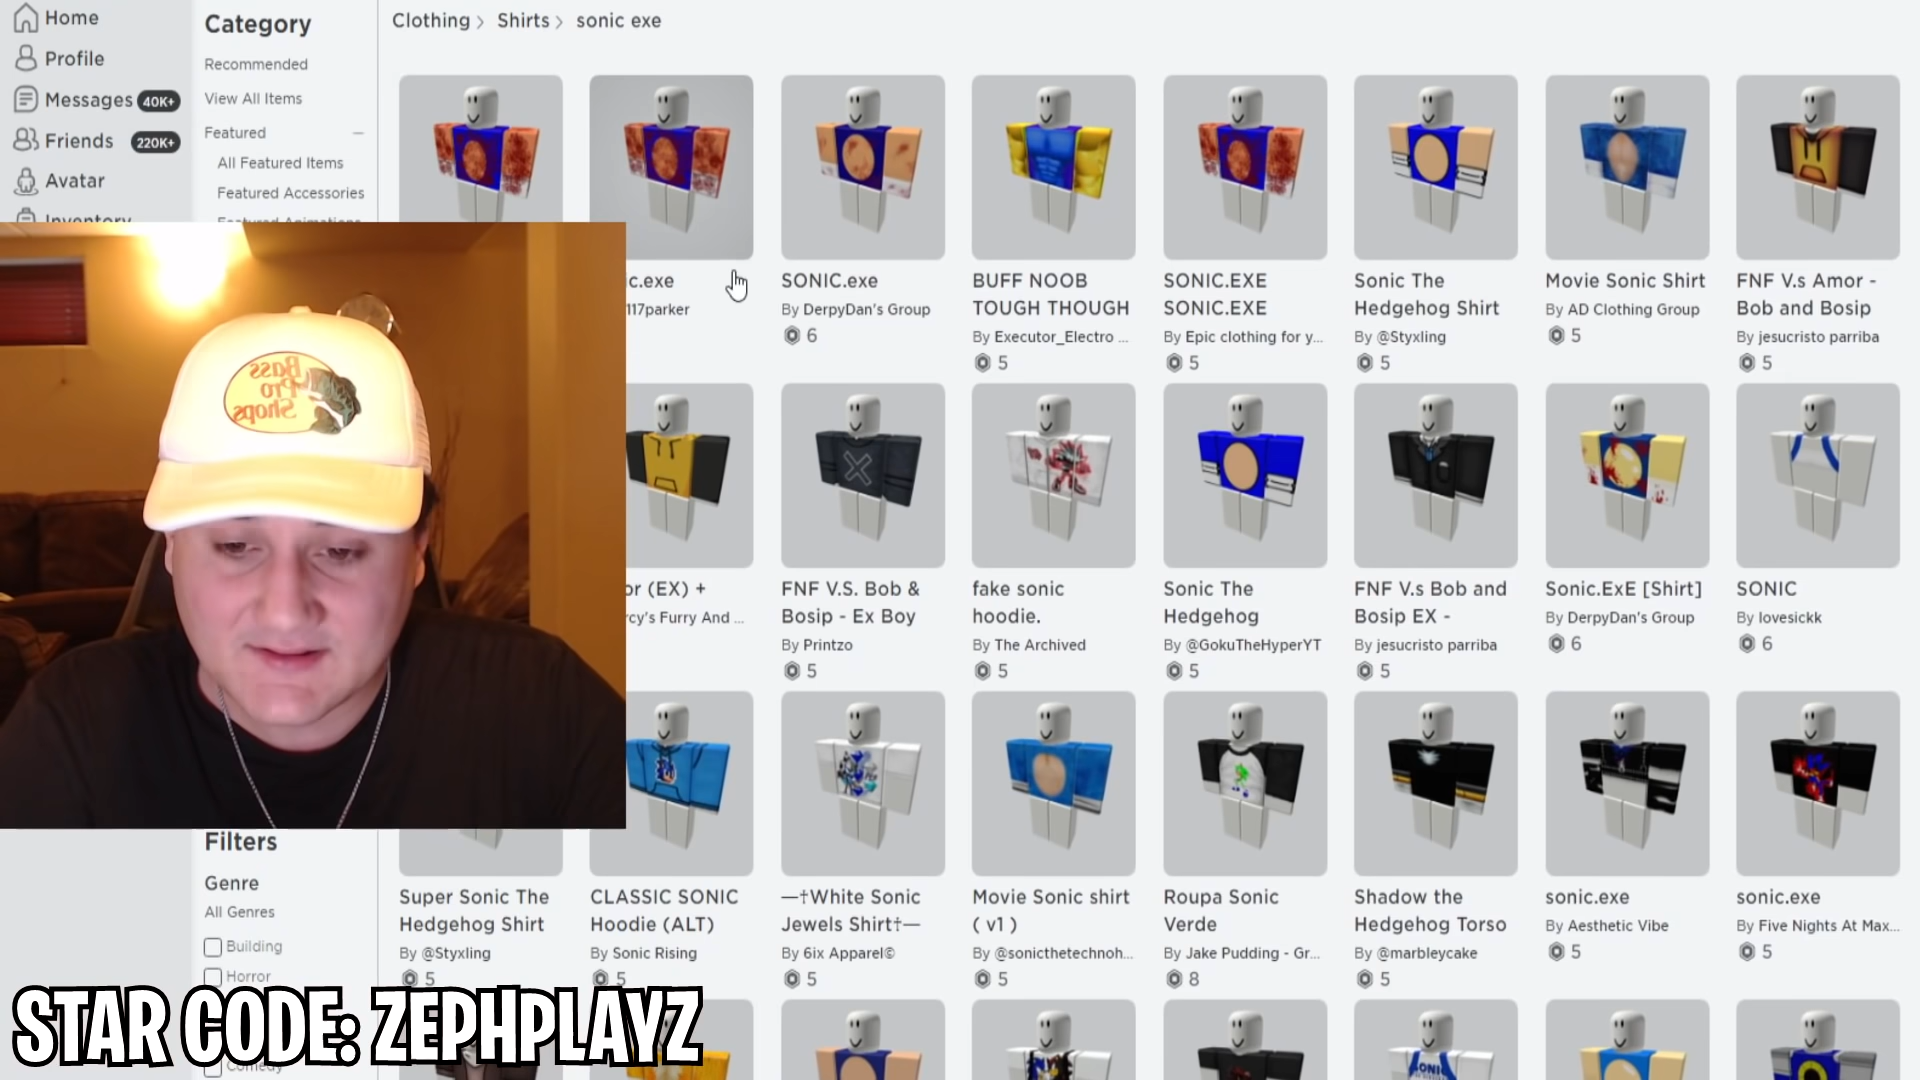 Home
Profile
Messages 40K+
Friends 220K+
Avatar
Category
Recommended
View All Items
Featured
All Featured Items
Featured Accessories
Clothing > Shirts > sonic exe
ic.exe
117parker
SONIC.exe
By DerpyDan's Group
6
BUFF NOOB
TOUGH THOUGH
By Executor_Electro ...
5
SONIC.EXE
SONIC.EXE
By Epic clothing for y...
5
Sonic The
Hedgehog Shirt
By @Styxling
5
Movie Sonic Shirt
By AD Clothing Group
5
FNF V.s Amor -
Bob and Bosip
By jesucristo parriba
5
Bass
Pro
Shops
or (EX) +
rcy's Furry And ...
FNF V.S. Bob &
Bosip - Ex Boy
By Printzo
5
fake sonic
hoodie.
By The Archived
5
Sonic The
Hedgehog
By @GokuTheHyperYT
5
FNF V.s Bob and
Bosip EX -
By jesucristo parriba
5
Sonic.ExE [Shirt]
By DerpyDan's Group
6
SONIC
By lovesickk
6
Filters
Genre
All Genres
Building
Horror
Comedy
Super Sonic The
Hedgehog Shirt
By @Styxling
5
CLASSIC SONIC
Hoodie (ALT)
By Sonic Rising
5
—†White Sonic
Jewels Shirt†—
By 6ix Apparel©
5
Movie Sonic shirt
( v1 )
By @sonicthetechnoh...
5
Roupa Sonic
Verde
By Jake Pudding - Gr...
8
Shadow the
Hedgehog Torso
By @marbleycake
5
sonic.exe
By Aesthetic Vibe
5
sonic.exe
By Five Nights At Max...
5
SONIC
STAR CODE: ZEPHPLAYZ